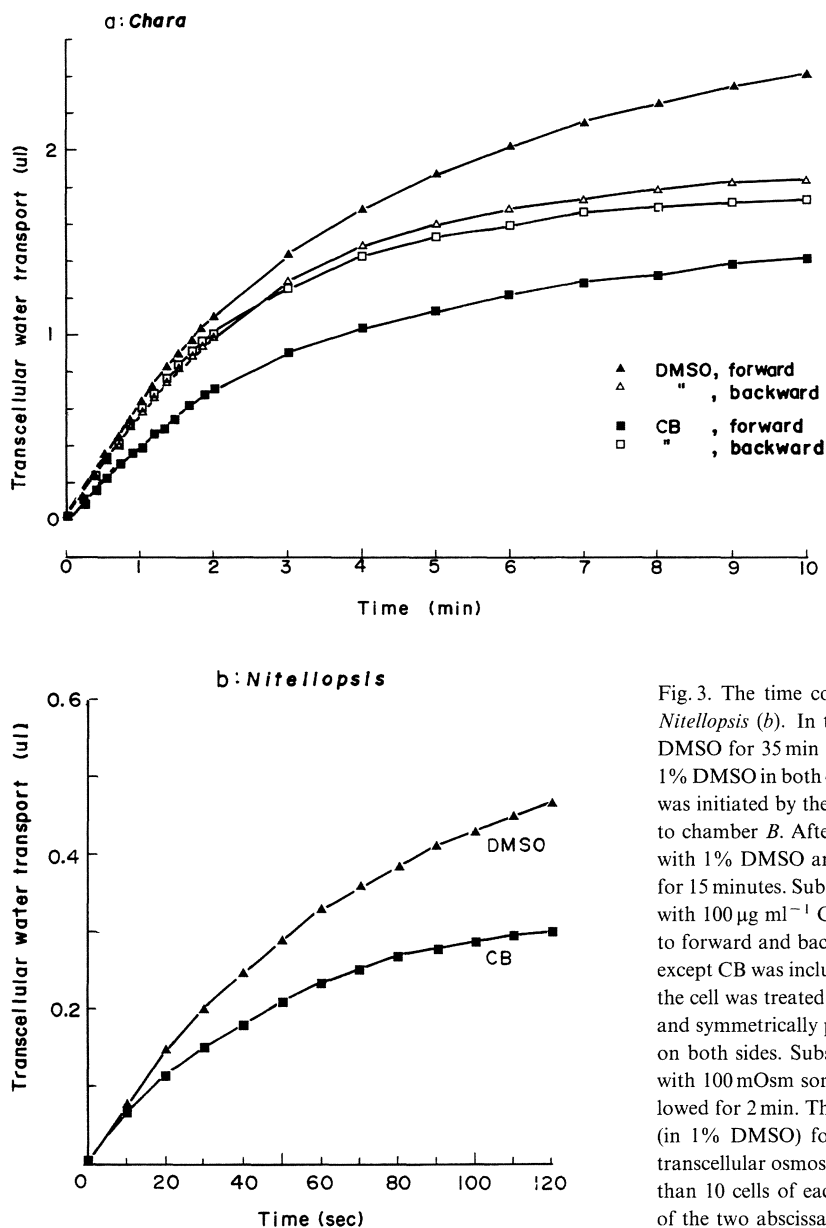 a: Chara
Transcellular water transport (ul)
2
1
0
▲ DMSO, forward
△ " , backward
■ CB , forward
□ " , backward
0 1 2 3 4 5 6 7 8 9 10
Time (min)
b: Nitellopsis
Transcellular water transport (ul)
0.6
0.4
0.2
DMSO
CB
0 20 40 60 80 100 120
Time (sec)
Fig. 3. The time co
Nitellopsis (b). In t
DMSO for 35 min
1% DMSO in both
was initiated by the
to chamber B. After
with 1% DMSO an
for 15 minutes. Sub
with 100 µg ml⁻¹ C
to forward and bac
except CB was inclu
the cell was treated
and symmetrically p
on both sides. Subs
with 100 mOsm sor
lowed for 2 min. Th
(in 1% DMSO) fo
transcellular osmos
than 10 cells of eac
of the two abscissa